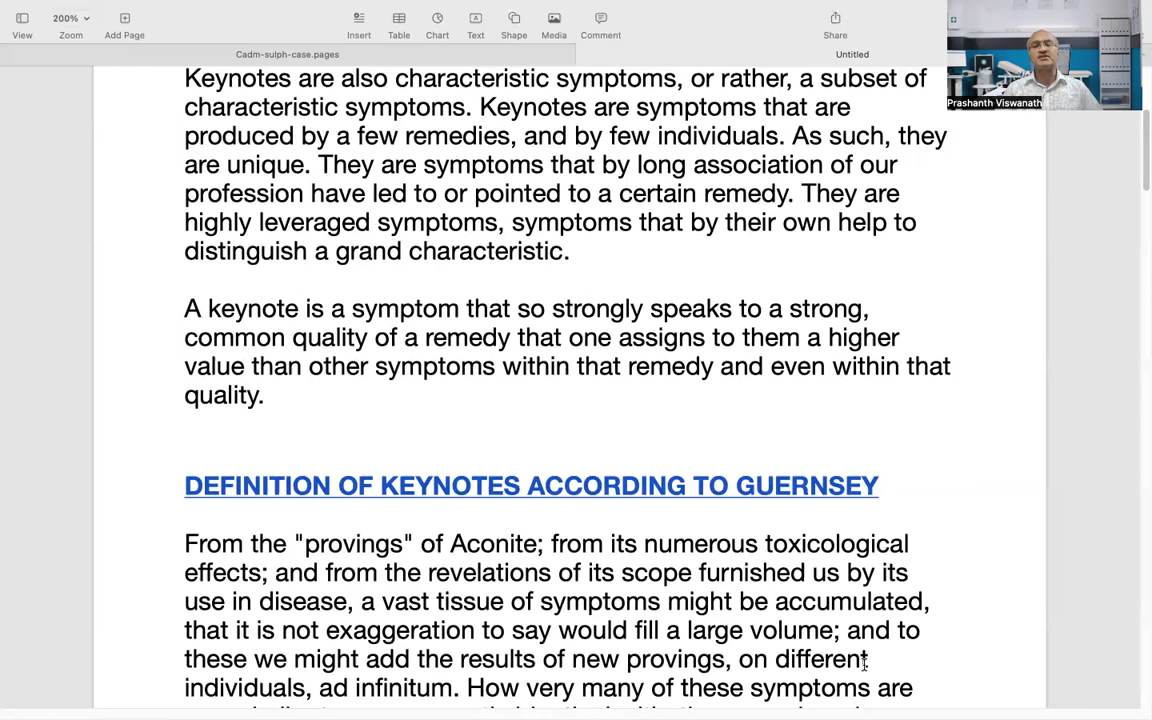 200%
View
Zoom
Add Page
Insert
Table
Chart
Text
Shape
Media
Comment
Share
Cadm-sulph-case.pages
Untitled
Prashanth Viswanath
Keynotes are also characteristic symptoms, or rather, a subset of
characteristic symptoms. Keynotes are symptoms that are
produced by a few remedies, and by few individuals. As such, they
are unique. They are symptoms that by long association of our
profession have led to or pointed to a certain remedy. They are
highly leveraged symptoms, symptoms that by their own help to
distinguish a grand characteristic.
A keynote is a symptom that so strongly speaks to a strong,
common quality of a remedy that one assigns to them a higher
value than other symptoms within that remedy and even within that
quality.
DEFINITION OF KEYNOTES ACCORDING TO GUERNSEY
From the "provings" of Aconite; from its numerous toxicological
effects; and from the revelations of its scope furnished us by its
use in disease, a vast tissue of symptoms might be accumulated,
that it is not exaggeration to say would fill a large volume; and to
these we might add the results of new provings, on different
individuals, ad infinitum. How very many of these symptoms are